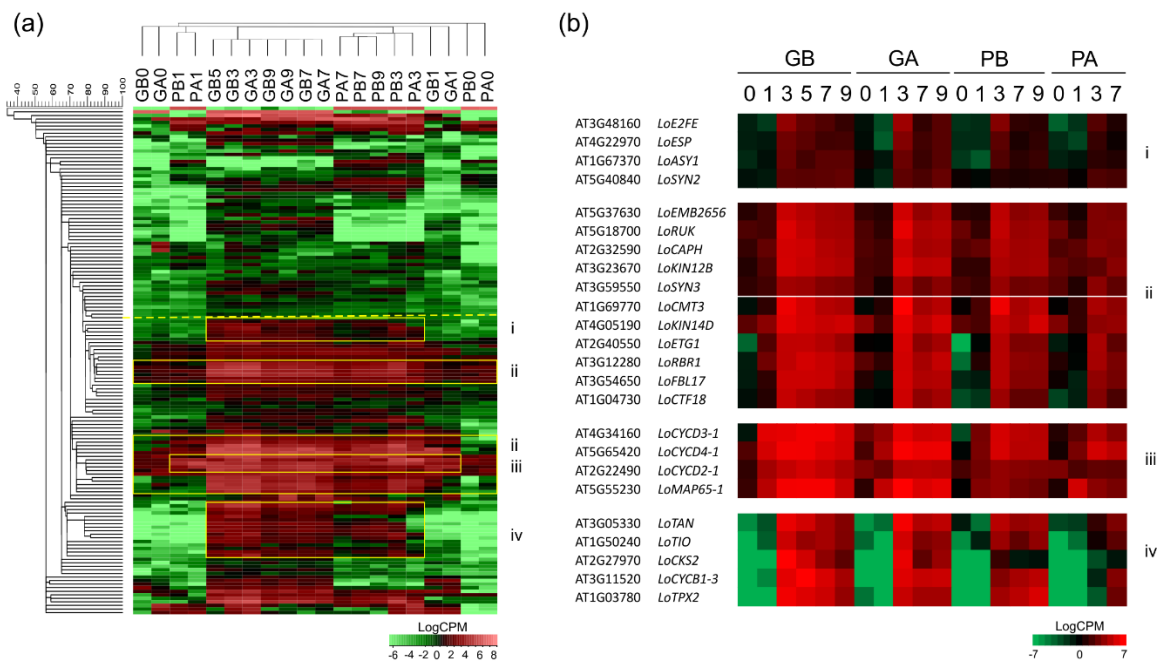 (a)
GB0 GA0 PB1 PA1 GB5 GB3 GA3 GB9 GA9 GB7 GA7 PA7 PB7 PB9 PB3 PA3 GB1 GA1 PB0 PA0
40 50 60 70 80 90 100
i
ii
ii
iii
iv
LogCPM
-6 -4 -2 0 2 4 6 8
(b)
GB GA PB PA
0 1 3 5 7 9 0 1 3 7 9 0 1 3 7 9 0 1 3 7
AT3G48160 LoE2FE
AT4G22970 LoESP
AT1G67370 LoASY1
AT5G40840 LoSYN2
i
AT5G37630 LoEMB2656
AT5G18700 LoRUK
AT2G32590 LoCAPH
AT3G23670 LoKIN12B
AT3G59550 LoSYN3
AT1G69770 LoCMT3
AT4G05190 LoKIN14D
AT2G40550 LoETG1
AT3G12280 LoRBR1
AT3G54650 LoFBL17
AT1G04730 LoCTF18
ii
AT4G34160 LoCYCD3-1
AT5G65420 LoCYCD4-1
AT2G22490 LoCYCD2-1
AT5G55230 LoMAP65-1
iii
AT3G05330 LoTAN
AT1G50240 LoTIO
AT2G27970 LoCKS2
AT3G11520 LoCYCB1-3
AT1G03780 LoTPX2
iv
LogCPM
-7 0 7